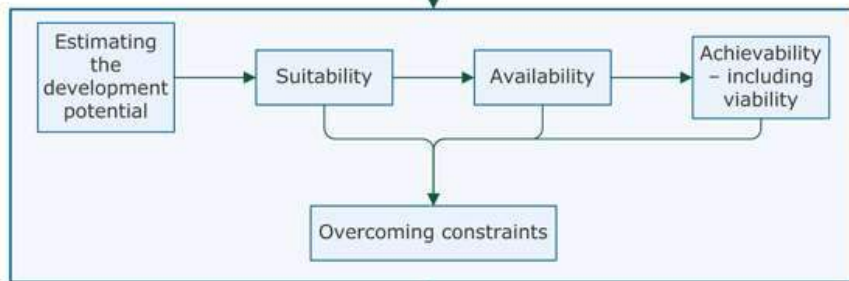 Estimating
the
development
potential
Suitability
Availability
Achievability
– including
viability
Overcoming constraints